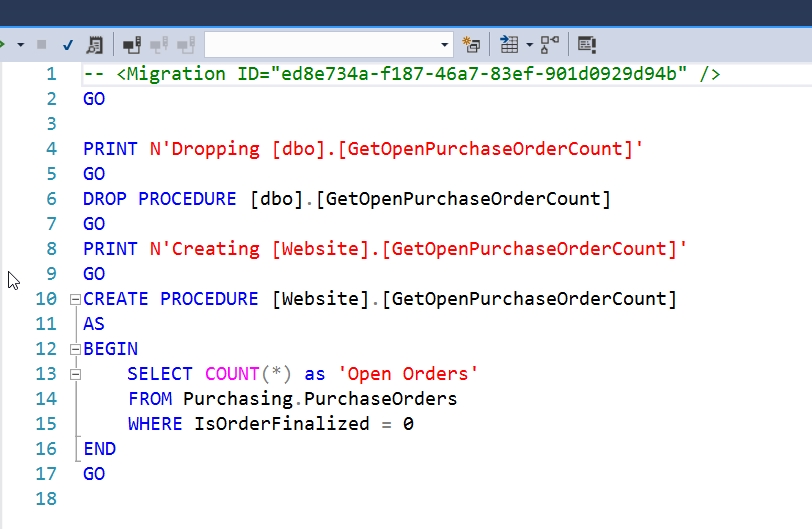 1 -- <Migration ID="ed8e734a-f187-46a7-83ef-901d0929d94b" />
2 GO
3
4 PRINT N'Dropping [dbo].[GetOpenPurchaseOrderCount]'
5 GO
6 DROP PROCEDURE [dbo].[GetOpenPurchaseOrderCount]
7 GO
8 PRINT N'Creating [Website].[GetOpenPurchaseOrderCount]'
9 GO
10 CREATE PROCEDURE [Website].[GetOpenPurchaseOrderCount]
11 AS
12 BEGIN
13 SELECT COUNT(*) as 'Open Orders'
14 FROM Purchasing.PurchaseOrders
15 WHERE IsOrderFinalized = 0
16 END
17 GO
18